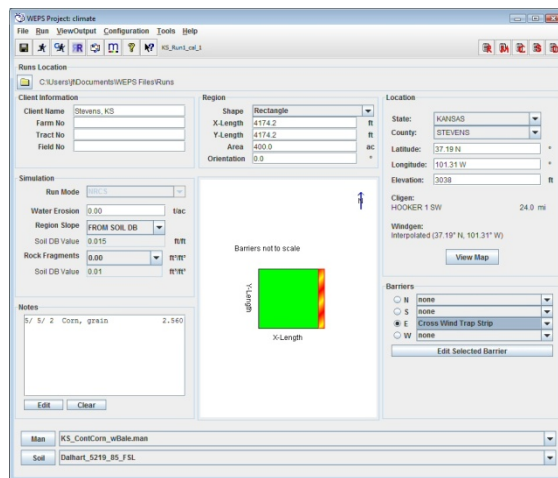 WEPS Project: climate
File Run ViewOutput Configuration Tools Help
KS_Run1_cal_1
Runs Location
C:\Users\jt\Documents\WEPS Files\Runs
Client Information
Client Name Stevens, KS
Farm No
Tract No
Field No
Region
Shape Rectangle
X-Length 4174.2 ft
Y-Length 4174.2 ft
Area 400.0 ac
Orientation 0.0 °
Location
State: KANSAS
County: STEVENS
Latitude: 37.19 N °
Longitude: 101.31 W °
Elevation: 3038 ft
Cligen:
HOOKER 1 SW 24.0 mi
Windgen:
Interpolated (37.19° N, 101.31° W)
View Map
Simulation
Run Mode NRCS
Water Erosion 0.00 t/ac
Region Slope FROM SOIL DB
Soil DB Value 0.015 ft/ft
Rock Fragments 0.00 ft³/ft³
Soil DB Value 0.01 ft³/ft³
N
Barriers not to scale
Y-Length
X-Length
Barriers
N none
S none
E Cross Wind Trap Strip
W none
Edit Selected Barrier
Notes
5/ 5/ 2 Corn, grain 2.560
Edit Clear
Man KS_ContCorn_wBale.man
Soil Dalhart_5219_85_FSL